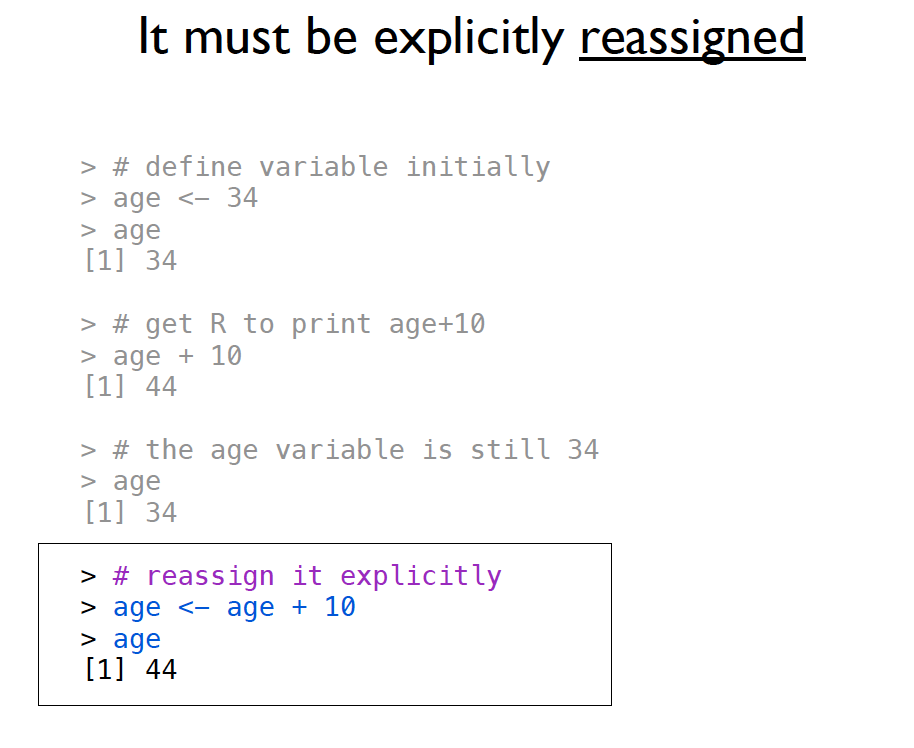 It must be explicitly reassigned
> # define variable initially
> age <- 34
> age
[1] 34
> # get R to print age+10
> age + 10
[1] 44
> # the age variable is still 34
> age
[1] 34
> # reassign it explicitly
> age <- age + 10
> age
[1] 44